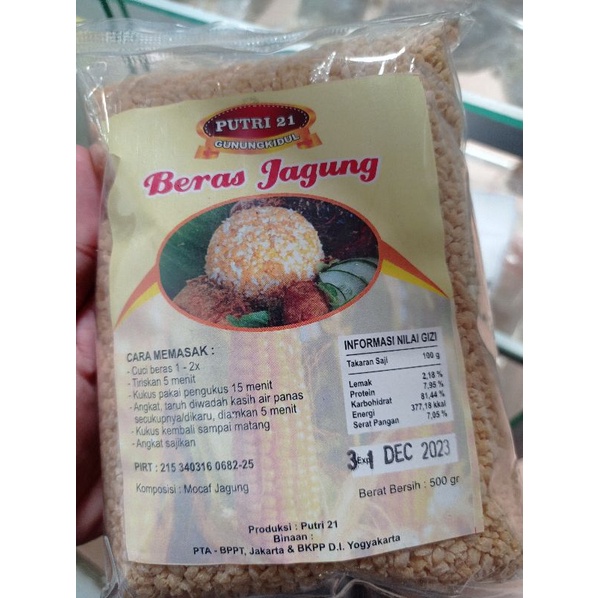 PUTRI 21
GUNUNGKIDUL
Beras Jagung
CARA MEMASAK :
- Cuci beras 1 - 2x
- Tiriskan 5 menit
- Kukus pakai pengukus 15 menit
- Angkat, taruh diwadah kasih air panas
secukupnya/dikaru, diamkan 5 menit
- Kukus kembali sampai matang
- Angkat sajikan
PIRT : 215 340316 0682-25
Komposisi : Mocaf Jagung
INFORMASI NILAI GIZI
Takaran Saji 100 g
Lemak 2,18 %
Protein 7,95 %
Karbohidrat 81,44 %
Energi 377,18 kkal
Serat Pangan 7,05 %
Exp
31 DEC 2023
Berat Bersih : 500 gr
Produksi : Putri 21
Binaan :
PTA - BPPT, Jakarta & BKPP D.I. Yogyakarta